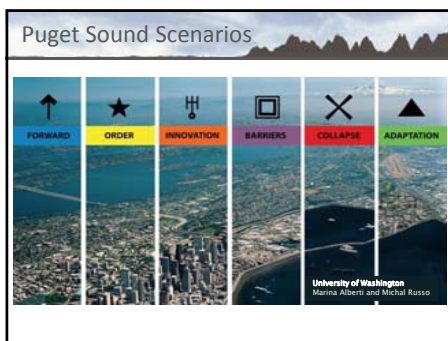 Puget Sound Scenarios
FORWARD
ORDER
INNOVATION
BARRIERS
COLLAPSE
ADAPTATION
University of Washington
Marina Alberti and Michal Russo